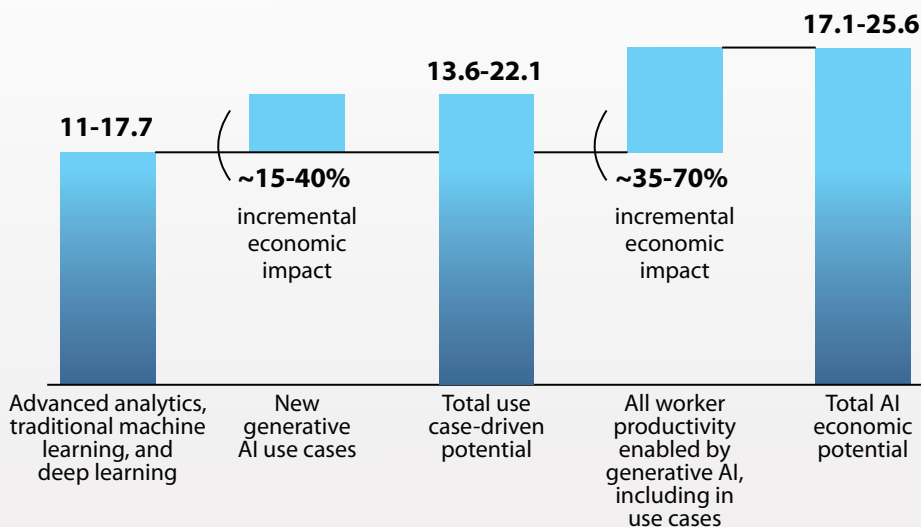 17.1-25.6
13.6-22.1
11-17.7
~15-40%
incremental
economic
impact
~35-70%
incremental
economic
impact
Advanced analytics,
traditional machine
learning, and
deep learning
New
generative
AI use cases
Total use
case-driven
potential
All worker
productivity
enabled by
generative AI,
including in
use cases
Total AI
economic
potential